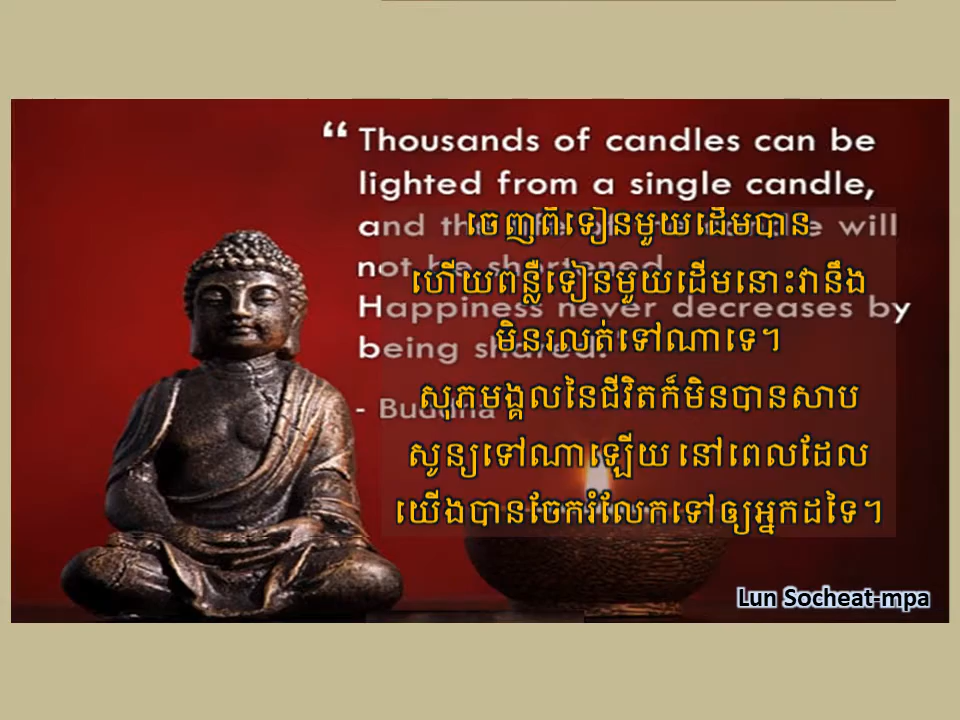 “ Thousands of candles can be
lighted from a single candle,
and the life of the candle will
not be shortened.
Happiness never decreases by
being shared.
- Buddha
ចេញពីទៀនមួយដើមបាន
ហើយពន្លឺទៀនមួយដើមនោះវានឹង
មិនរលត់ទៅណាទេ។
សុភមង្គលនៃជីវិតក៏មិនបានសាប
សូន្យទៅណាឡើយ នៅពេលដែល
យើងបានចែករំលែកទៅឲ្យអ្នកដទៃ។
Lun Socheat-mpa